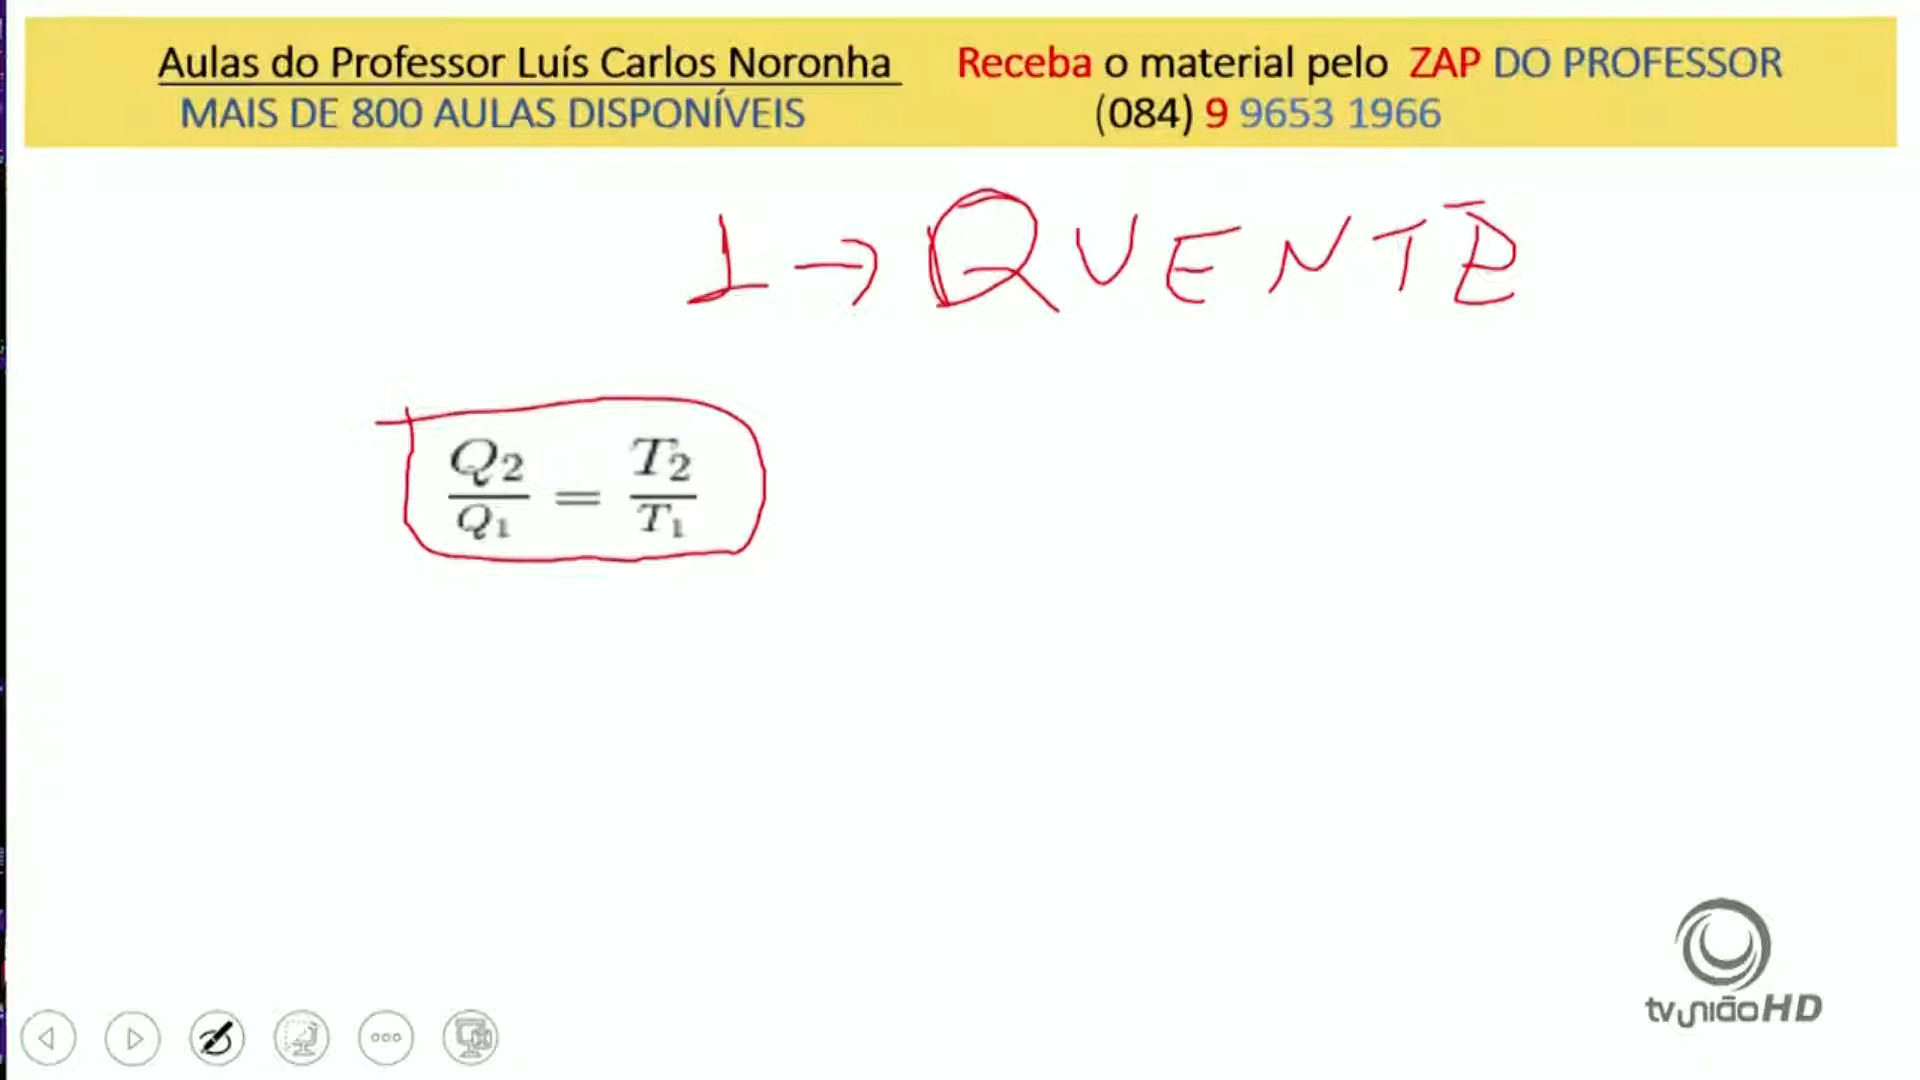 Aulas do Professor Luís Carlos Noronha Receba o material pelo ZAP DO PROFESSOR
MAIS DE 800 AULAS DISPONÍVEIS (084) 9 9653 1966
1 → QUENTE
Q2/Q1 = T2/T1
tvuniãoHD